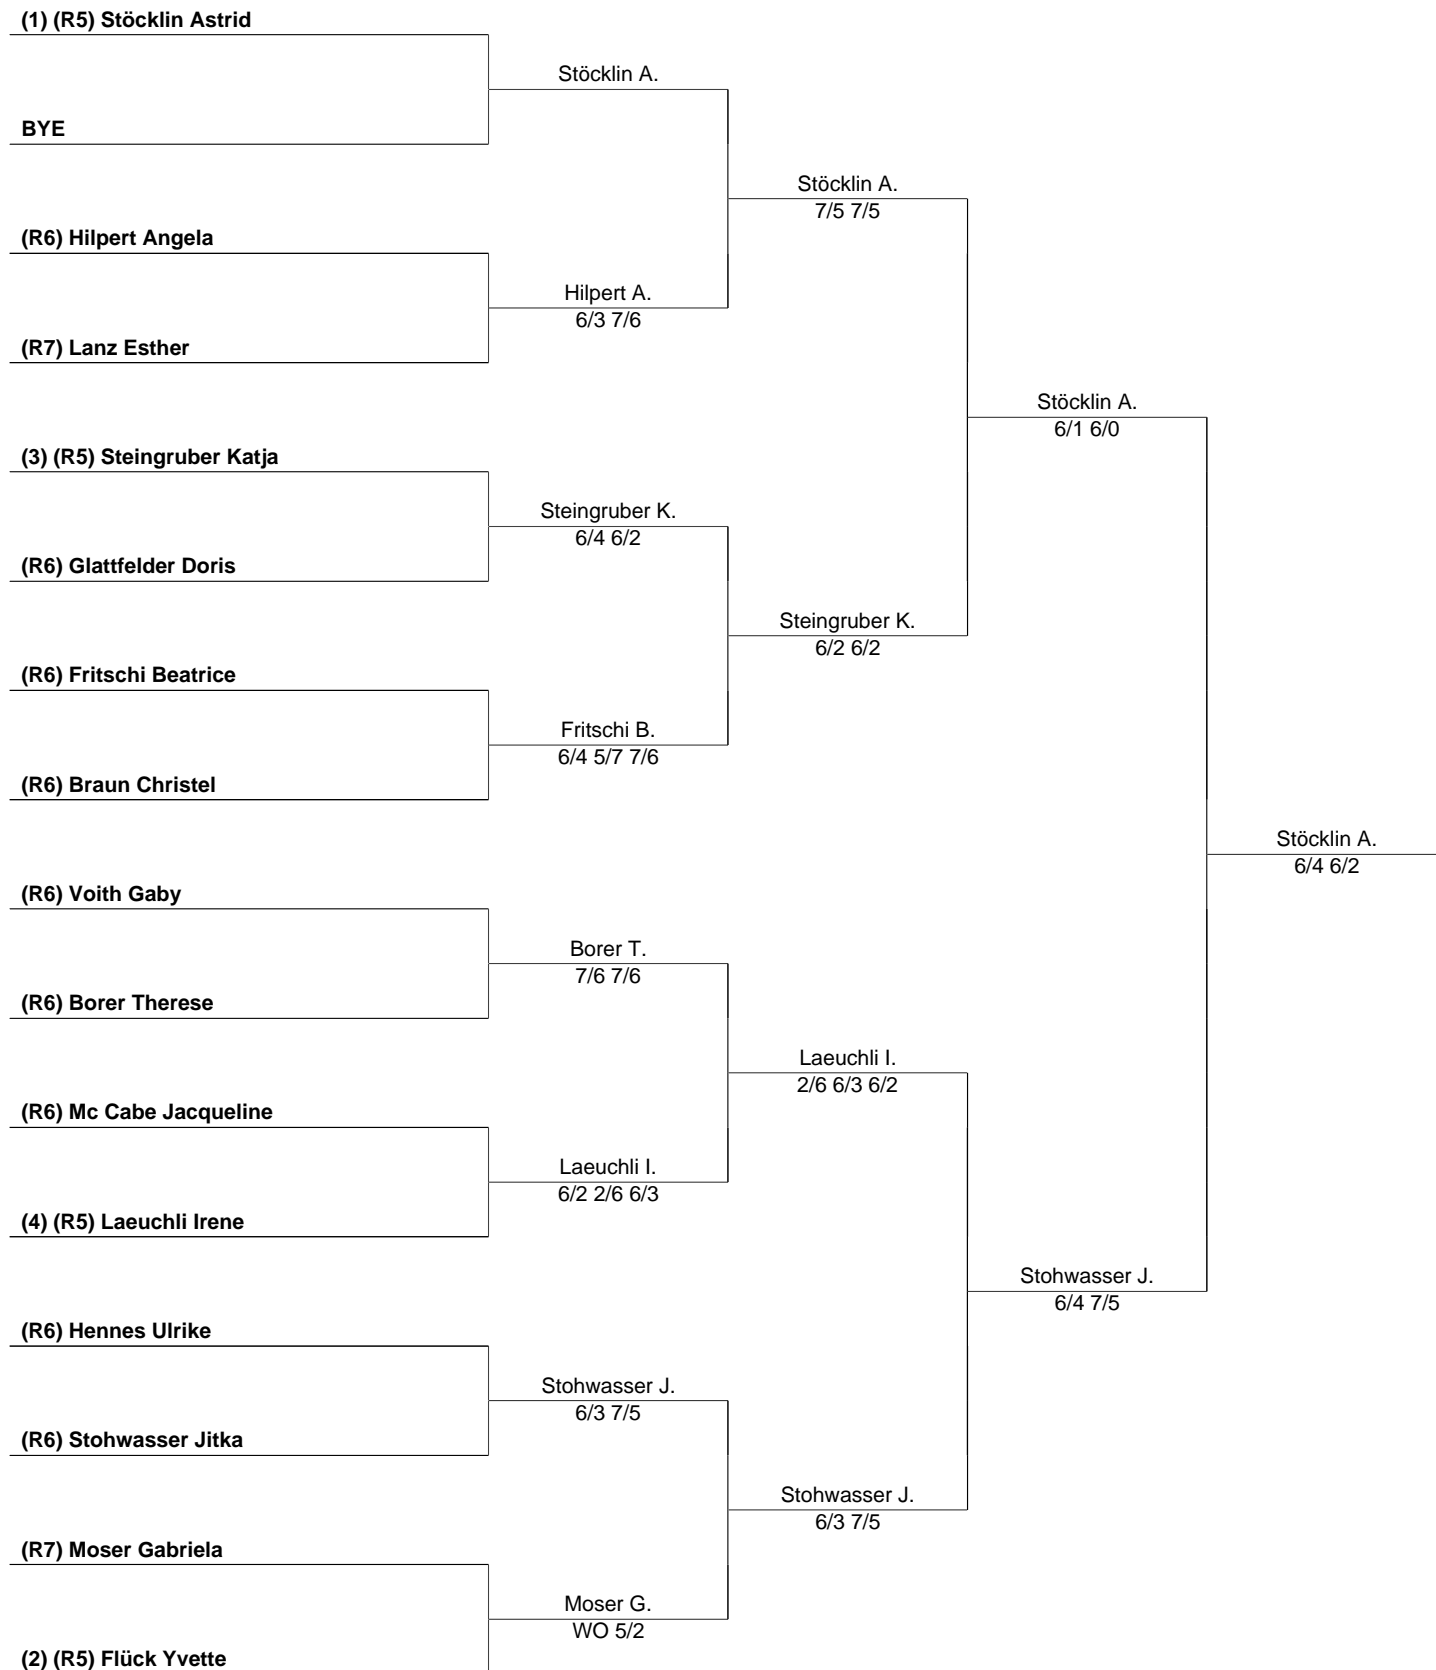 (1) (R5) Stöcklin Astrid
Stöcklin A.
BYE
Stöcklin A.
7/5 7/5
(R6) Hilpert Angela
Hilpert A.
6/3 7/6
(R7) Lanz Esther
Stöcklin A.
6/1 6/0
(3) (R5) Steingruber Katja
Steingruber K.
6/4 6/2
(R6) Glattfelder Doris
Steingruber K.
6/2 6/2
(R6) Fritschi Beatrice
Fritschi B.
6/4 5/7 7/6
(R6) Braun Christel
Stöcklin A.
6/4 6/2
(R6) Voith Gaby
Borer T.
7/6 7/6
(R6) Borer Therese
Laeuchli I.
2/6 6/3 6/2
(R6) Mc Cabe Jacqueline
Laeuchli I.
6/2 2/6 6/3
(4) (R5) Laeuchli Irene
Stohwasser J.
6/4 7/5
(R6) Hennes Ulrike
Stohwasser J.
6/3 7/5
(R6) Stohwasser Jitka
Stohwasser J.
6/3 7/5
(R7) Moser Gabriela
Moser G.
WO 5/2
(2) (R5) Flück Yvette